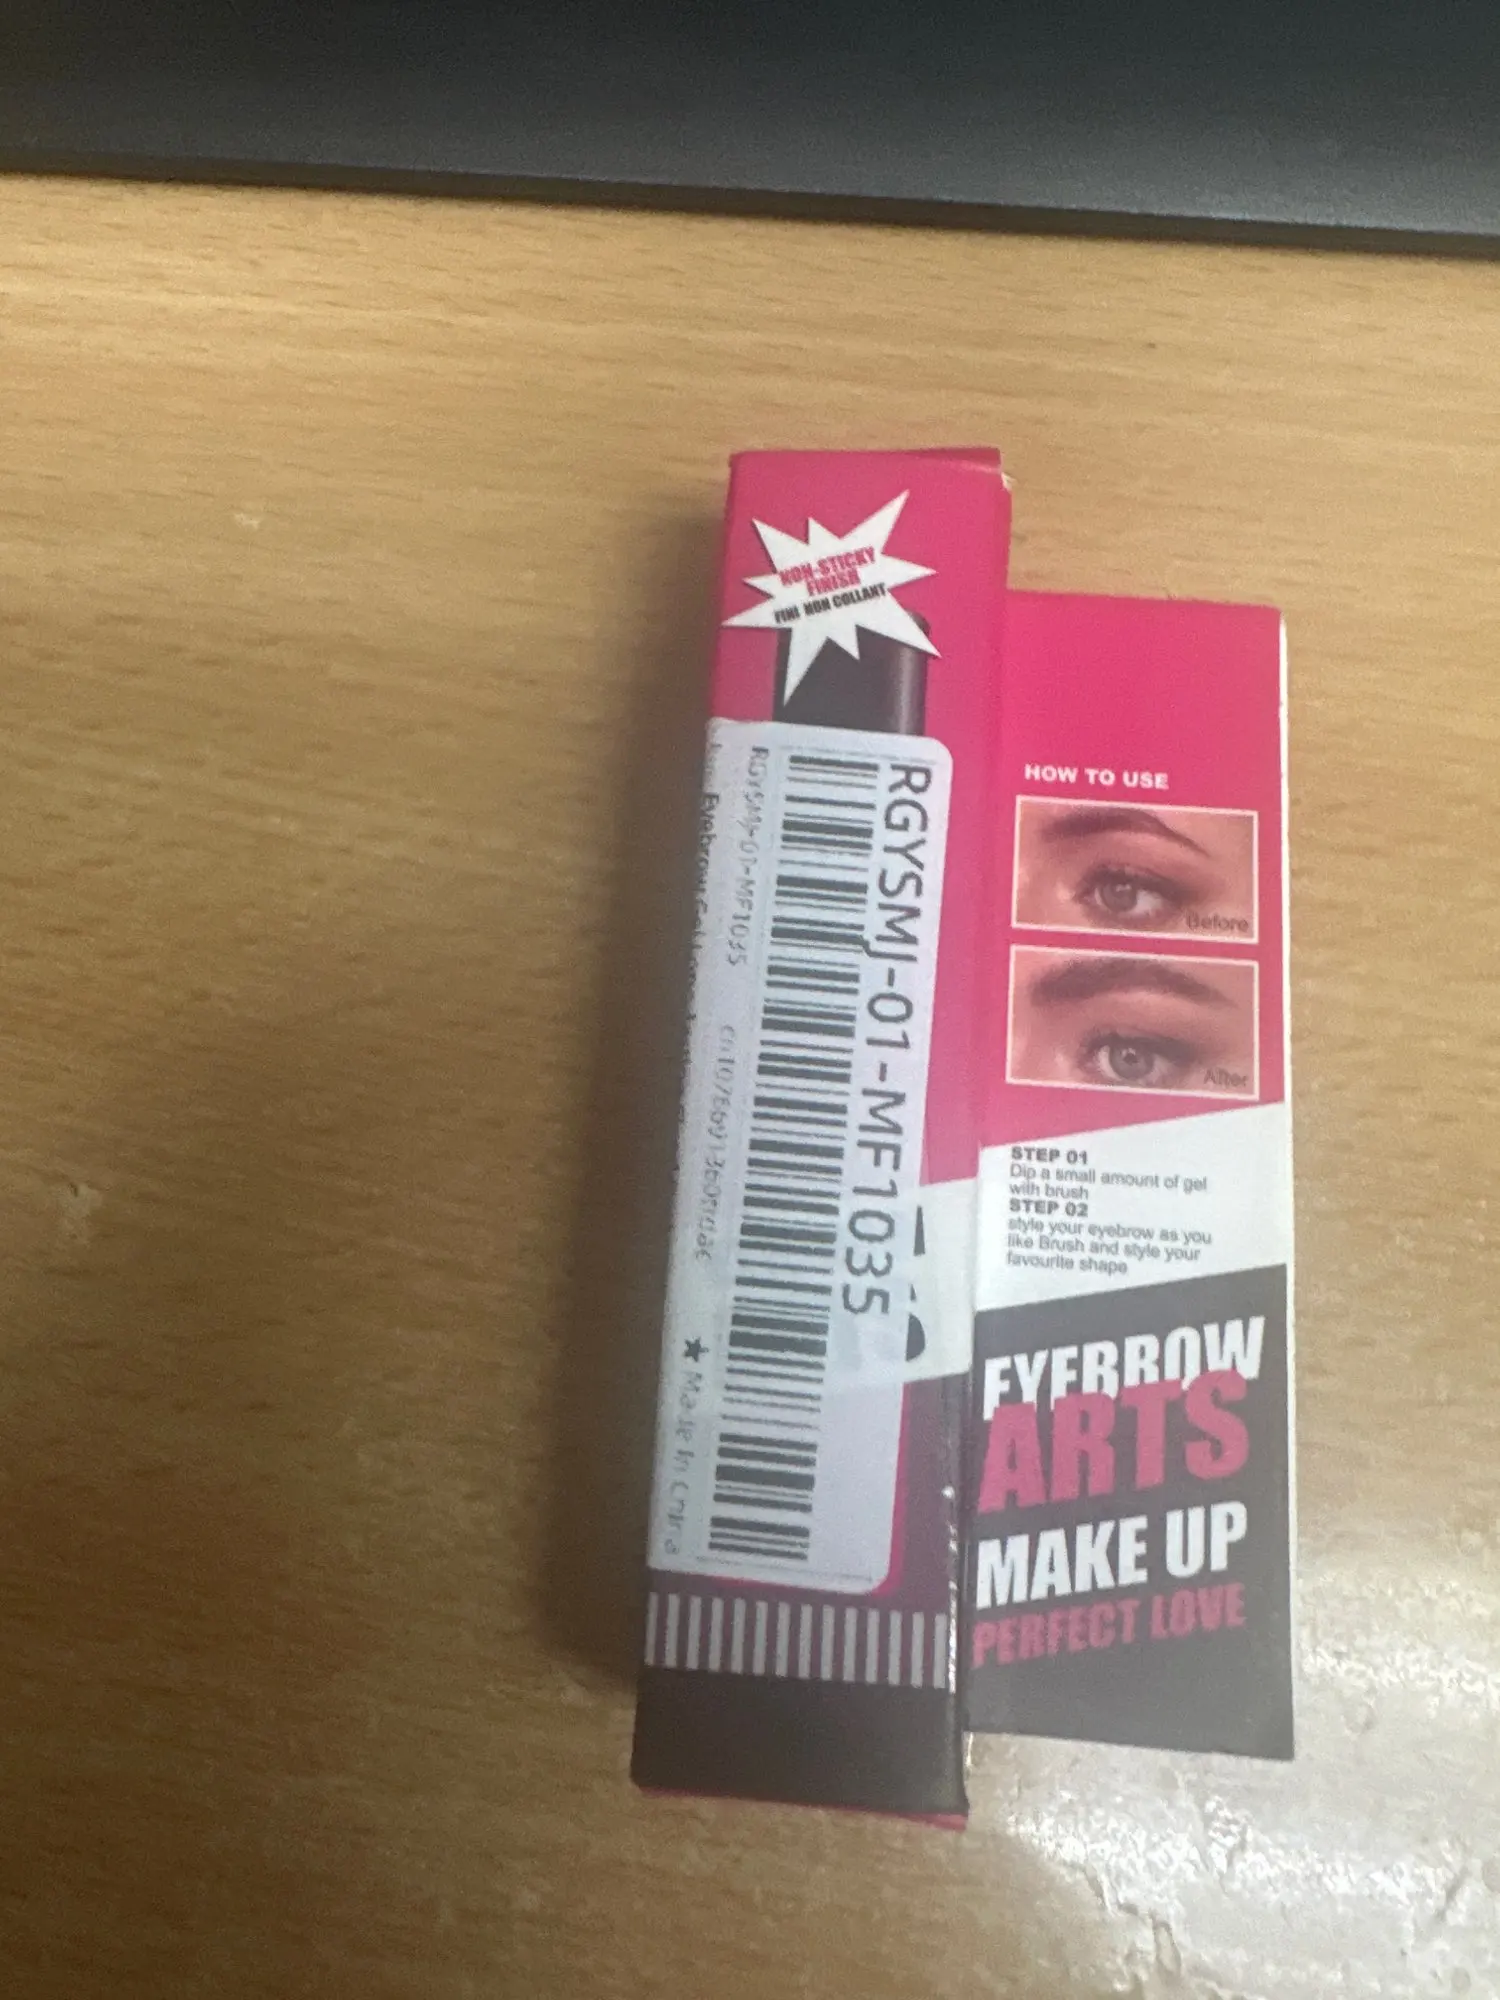 NON-STICKY
FINISH
FINI NON COLLANT
RGYSMJ-01-MF1035
RGYSMJ-01-MF1035
Eyebrow
Made In China
HOW TO USE
Before
After
STEP 01
Dip a small amount of gel
with brush
STEP 02
style your eyebrow as you
like Brush and style your
favourite shape
EYEBROW
ARTS
MAKE UP
PERFECT LOVE